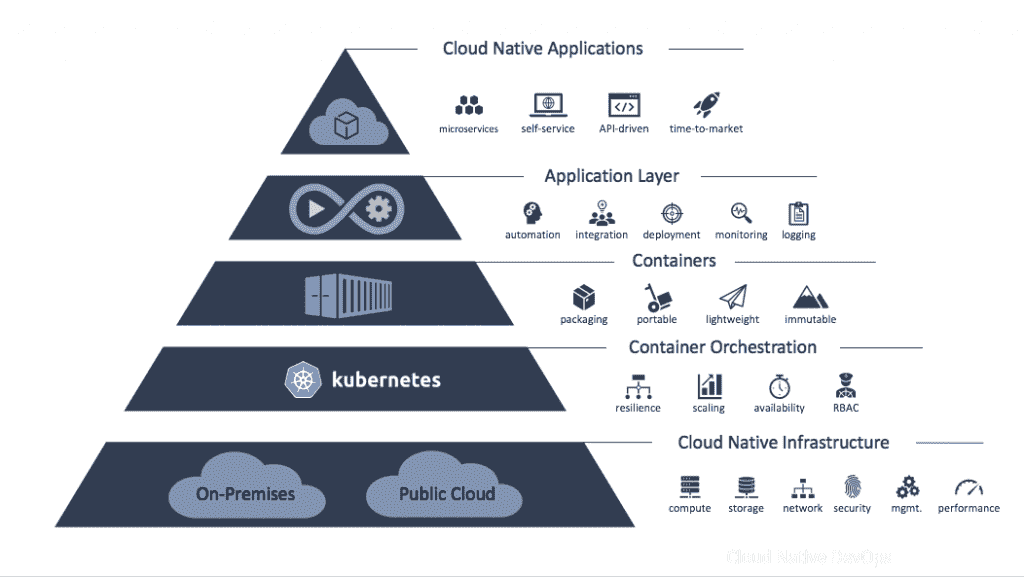 Cloud Native Applications
microservices self-service API-driven time-to-market
Application Layer
automation integration deployment monitoring logging
Containers
packaging portable lightweight immutable
kubernetes
Container Orchestration
resilience scaling availability RBAC
On-Premises Public Cloud
Cloud Native Infrastructure
compute storage network security mgmt. performance
Cloud Native DevOps